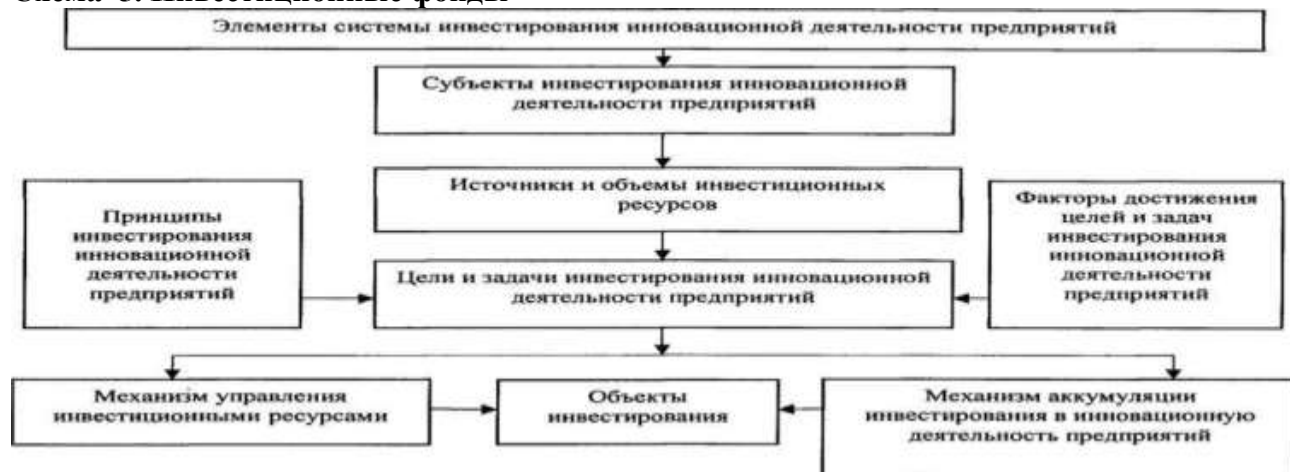 Элементы системы инвестирования инновационной деятельности предприятий
Субъекты инвестирования инновационной
деятельности предприятий
Источники и объемы инвестиционных
ресурсов
Принципы
инвестирования
инновационной
деятельности
предприятий
Факторы достижения
целей и задач
инвестирования
инновационной
деятельности
предприятий
Цели и задачи инвестирования инновационной
деятельности предприятий
Механизм управления
инвестиционными ресурсами
Объекты
инвестирования
Механизм аккумуляции
инвестирования в инновационную
деятельность предприятий